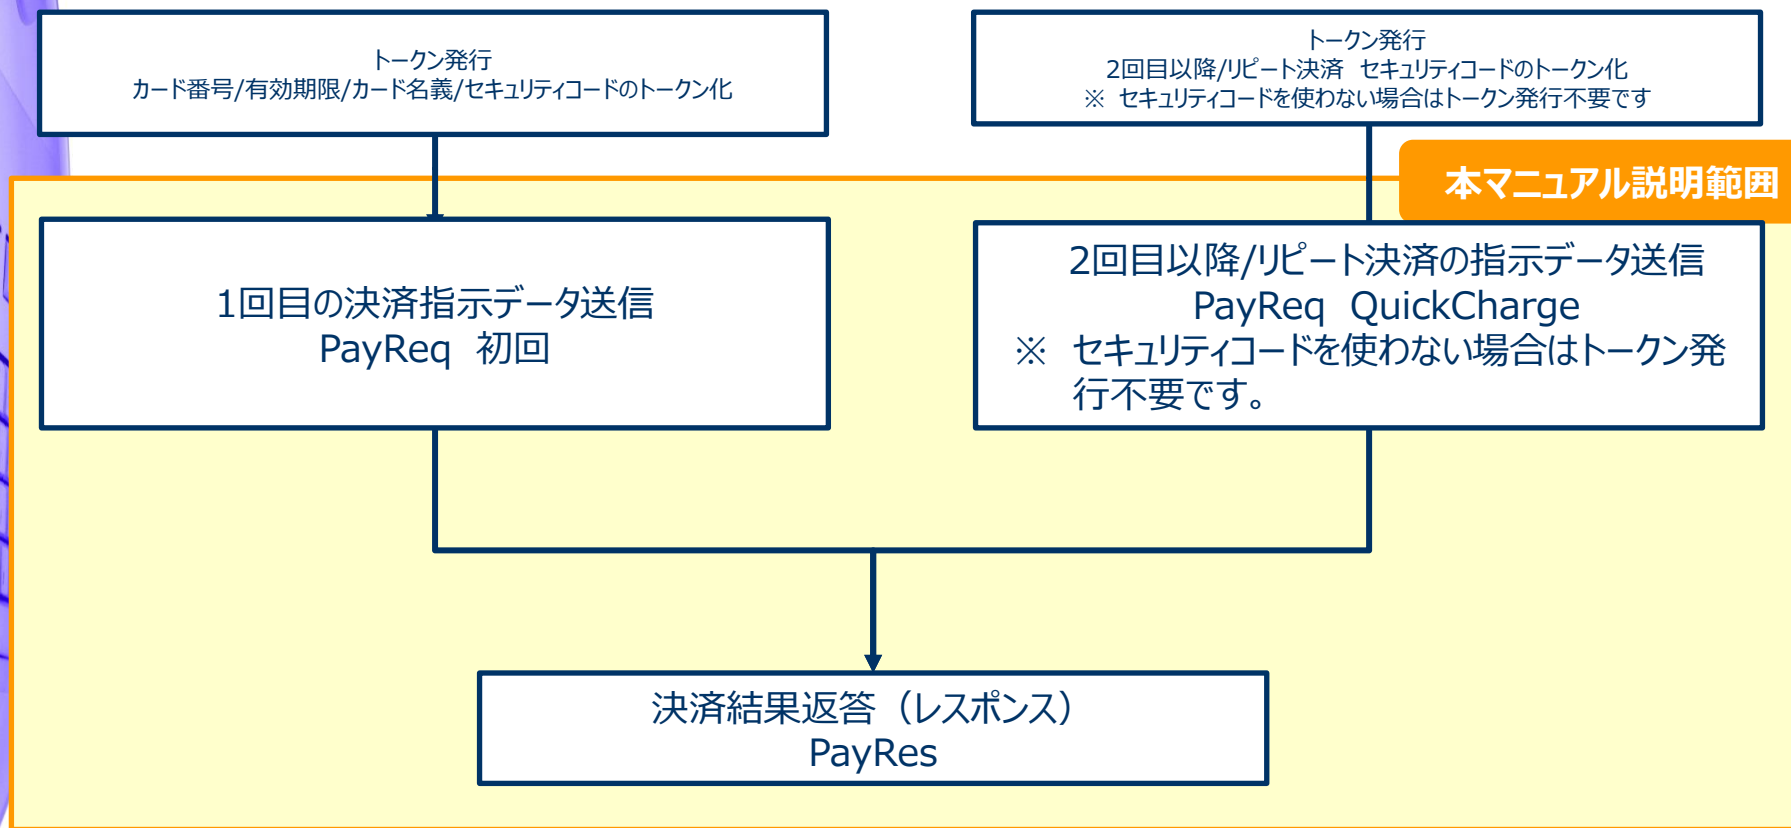 トークン発行
カード番号/有効期限/カード名義/セキュリティコードのトークン化
トークン発行
2回目以降/リピート決済 セキュリティコードのトークン化
※ セキュリティコードを使わない場合はトークン発行不要です
本マニュアル説明範囲
1回目の決済指示データ送信
PayReq 初回
2回目以降/リピート決済の指示データ送信
PayReq QuickCharge
※ セキュリティコードを使わない場合はトークン発
行不要です。
決済結果返答（レスポンス）
PayRes